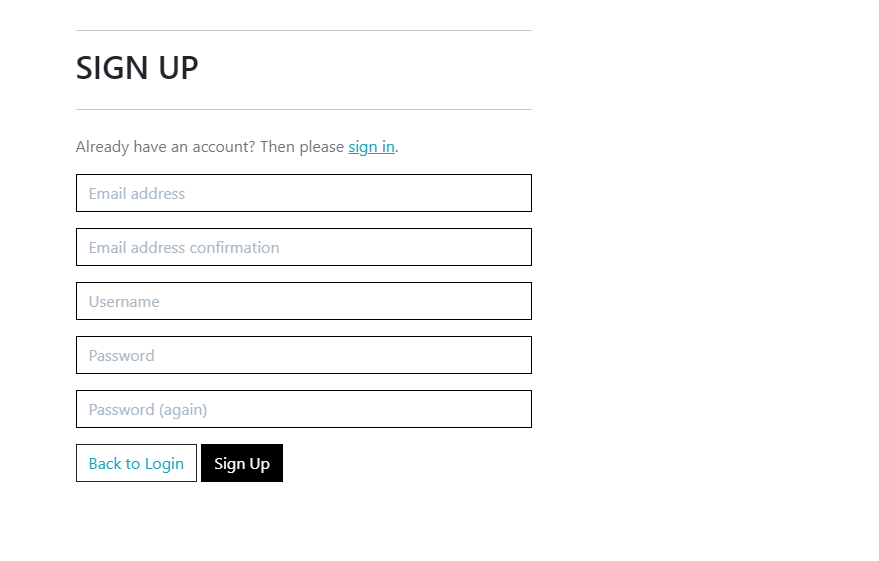 SIGN UP
Already have an account? Then please sign in.
Email address
Email address confirmation
Username
Password
Password (again)
Back to Login Sign Up